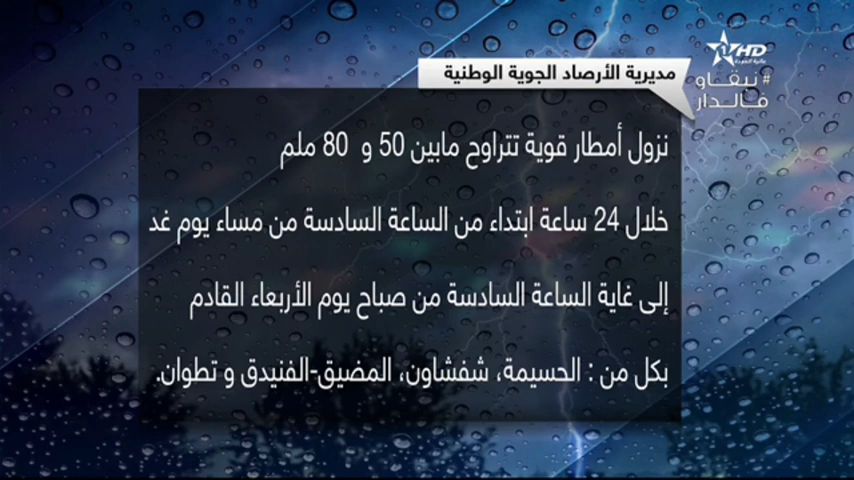 HD
#نبقاو
فالدار
مديرية الأرصاد الجوية الوطنية
نزول أمطار قوية تتراوح مابين 50 و 80 ملم
خلال 24 ساعة ابتداء من الساعة السادسة من مساء يوم غد
إلى غاية الساعة السادسة من صباح يوم الأربعاء القادم
بكل من : الحسيمة، شفشاون، المضيق-الفنيدق و تطوان.